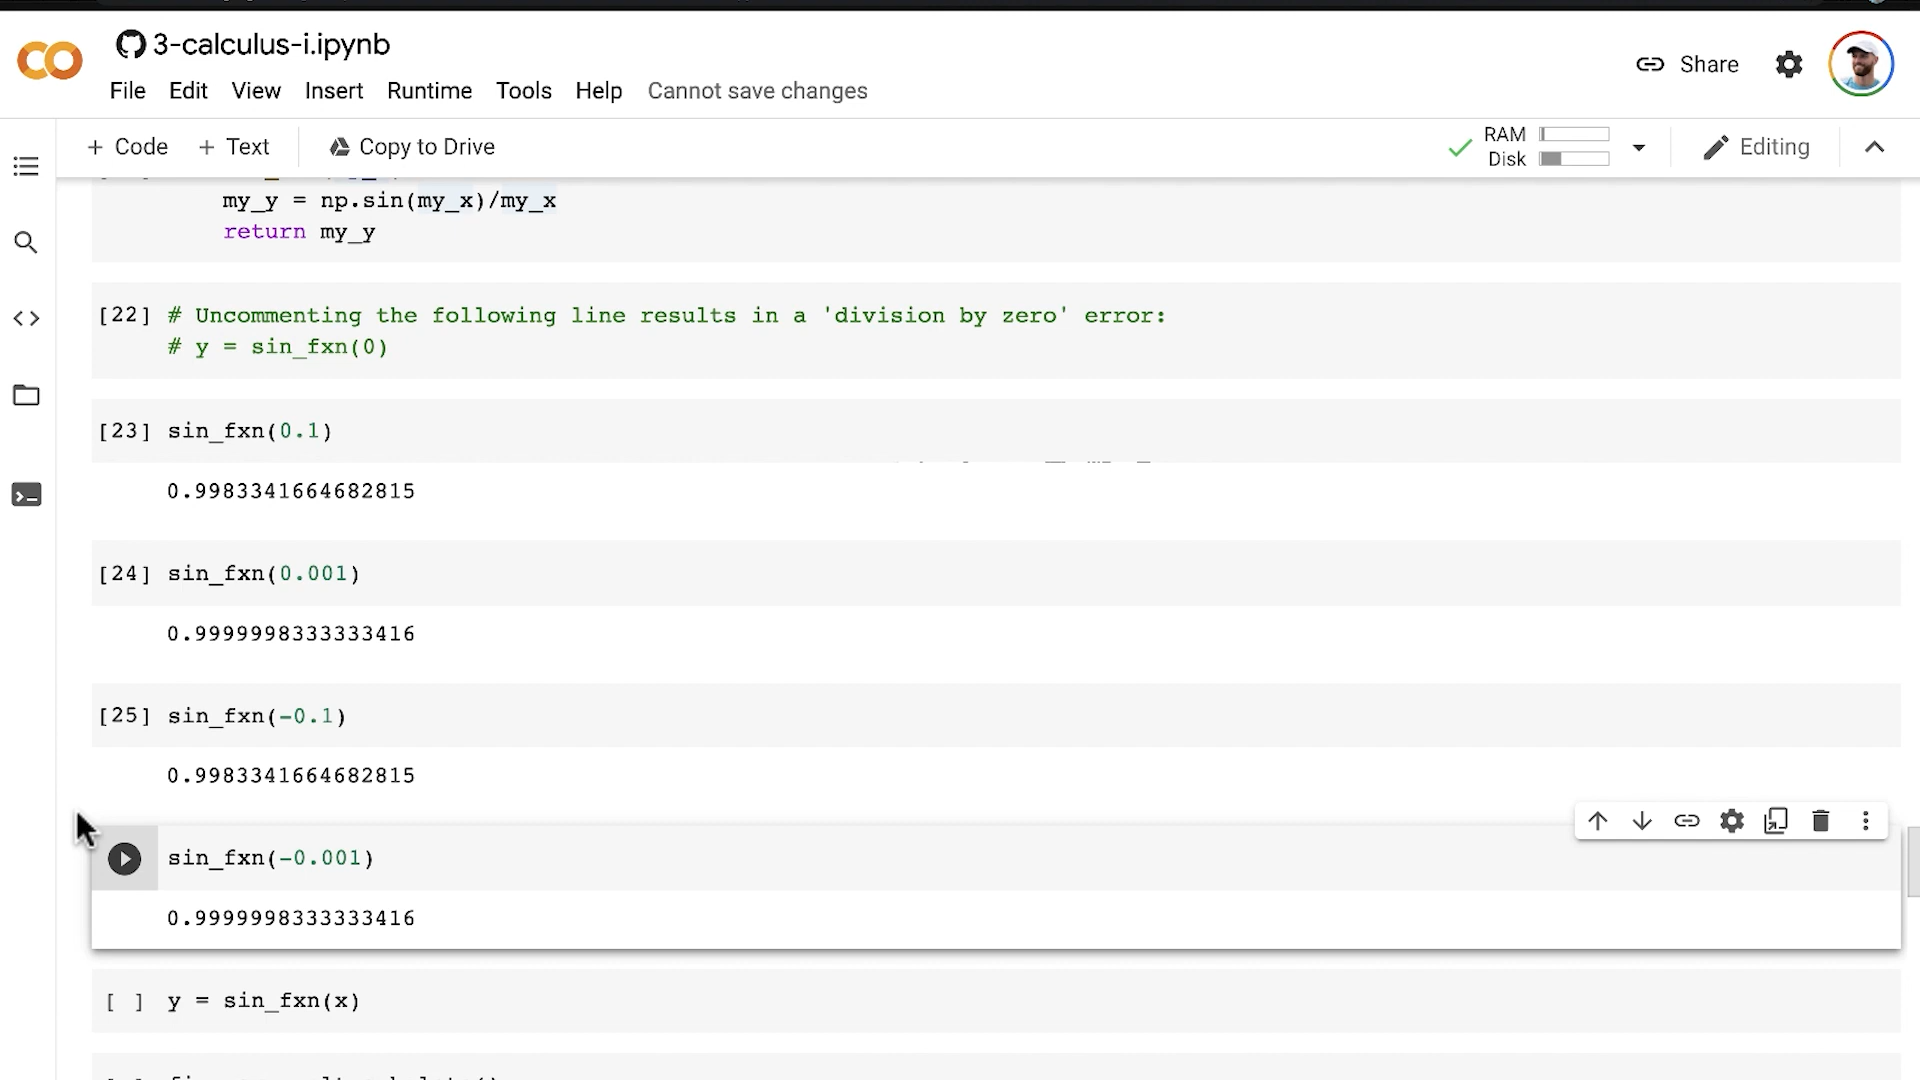 3-calculus-i.ipynb
File Edit View Insert Runtime Tools Help Cannot save changes
Share
+ Code + Text Copy to Drive
RAM
Disk
Editing
my_y = np.sin(my_x)/my_x
return my_y
[22] # Uncommenting the following line results in a 'division by zero' error:
# y = sin_fxn(0)
[23] sin_fxn(0.1)
0.9983341664682815
[24] sin_fxn(0.001)
0.9999998333333416
[25] sin_fxn(-0.1)
0.9983341664682815
sin_fxn(-0.001)
0.9999998333333416
[ ] y = sin_fxn(x)